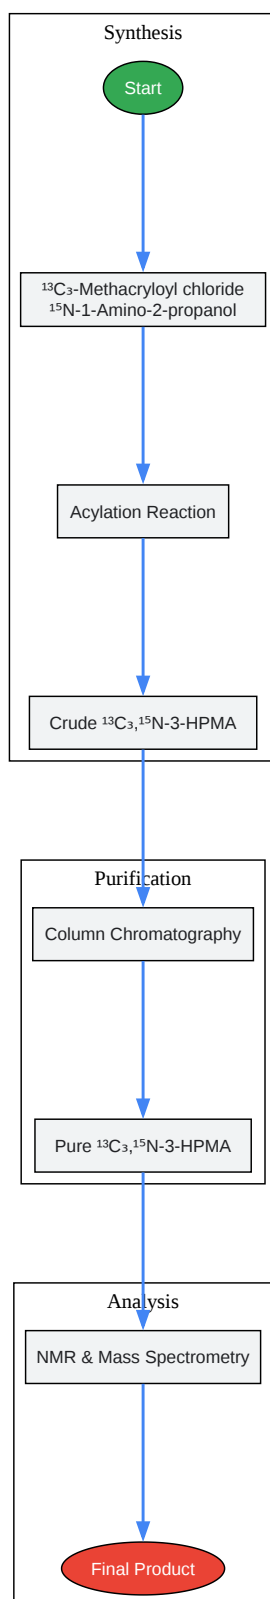 Synthesis
Start
¹³C₃-Methacryloyl chloride
¹⁵N-1-Amino-2-propanol
Acylation Reaction
Crude ¹³C₃,¹⁵N-3-HPMA
Purification
Column Chromatography
Pure ¹³C₃,¹⁵N-3-HPMA
Analysis
NMR & Mass Spectrometry
Final Product